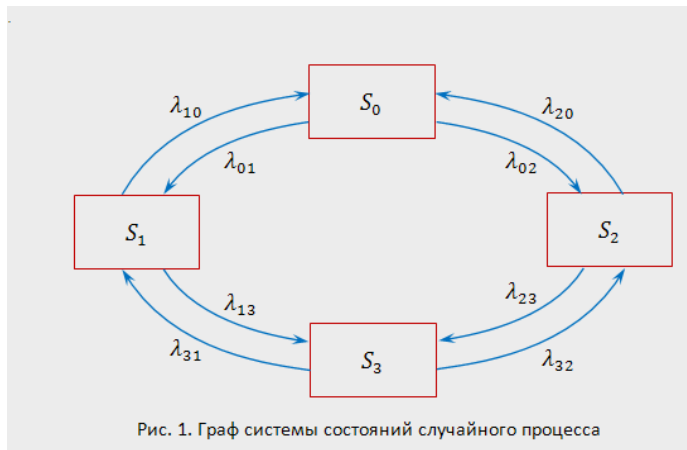 S₀
λ₁₀
λ₂₀
λ₀₁
λ₀₂
S₁
S₂
λ₁₃
λ₂₃
λ₃₁
S₃
λ₃₂
Рис. 1. Граф системы состояний случайного процесса